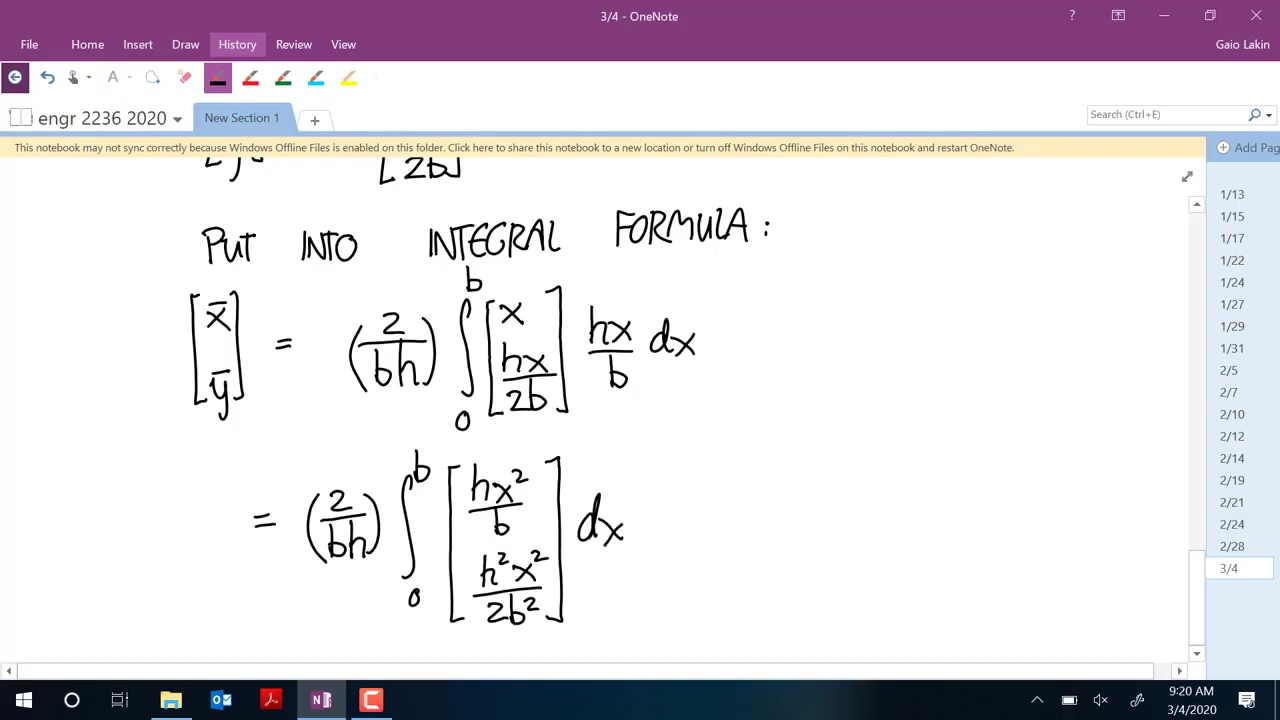 3/4 - OneNote
File Home Insert Draw History Review View Gaio Lakin
engr 2236 2020 New Section 1 + Search (Ctrl+E)
This notebook may not sync correctly because Windows Offline Files is enabled on this folder. Click here to share this notebook to a new location or turn off Windows Offline Files on this notebook and restart OneNote.
Add Pag
[2b]
PUT INTO INTEGRAL FORMULA:
[x̄ ȳ] = (2/bh) ∫₀ᵇ [x hx/2b] hx/b dx
= (2/bh) ∫₀ᵇ [hx²/b h²x²/2b²] dx
1/13
1/15
1/17
1/22
1/24
1/27
1/29
1/31
2/5
2/7
2/10
2/12
2/14
2/19
2/21
2/24
2/28
3/4
9:20 AM
3/4/2020